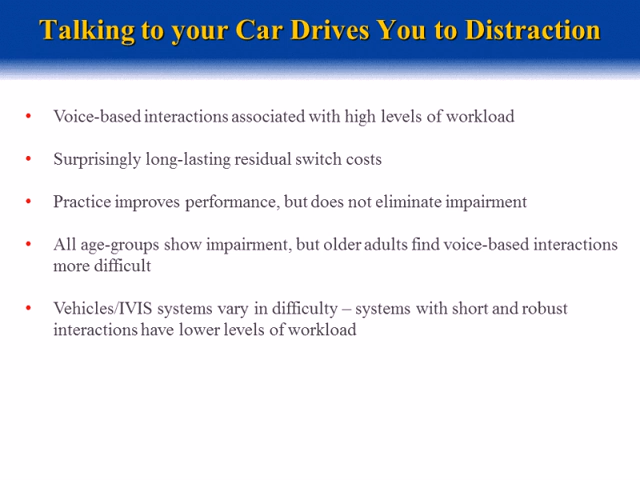 Talking to your Car Drives You to Distraction
• Voice-based interactions associated with high levels of workload
• Surprisingly long-lasting residual switch costs
• Practice improves performance, but does not eliminate impairment
• All age-groups show impairment, but older adults find voice-based interactions
more difficult
• Vehicles/IVIS systems vary in difficulty – systems with short and robust
interactions have lower levels of workload